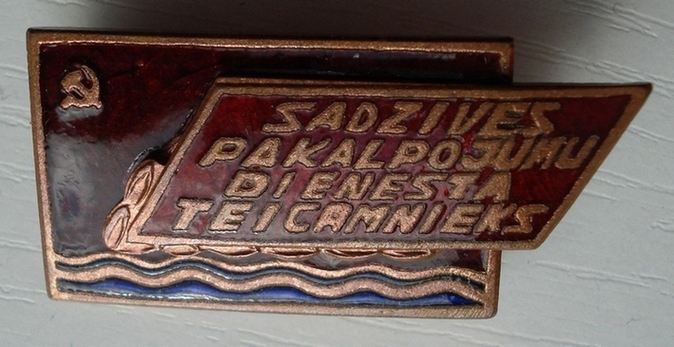 SADZIVES
PAKALPOJUMU
DIENESTA
TEICAMNIEKS